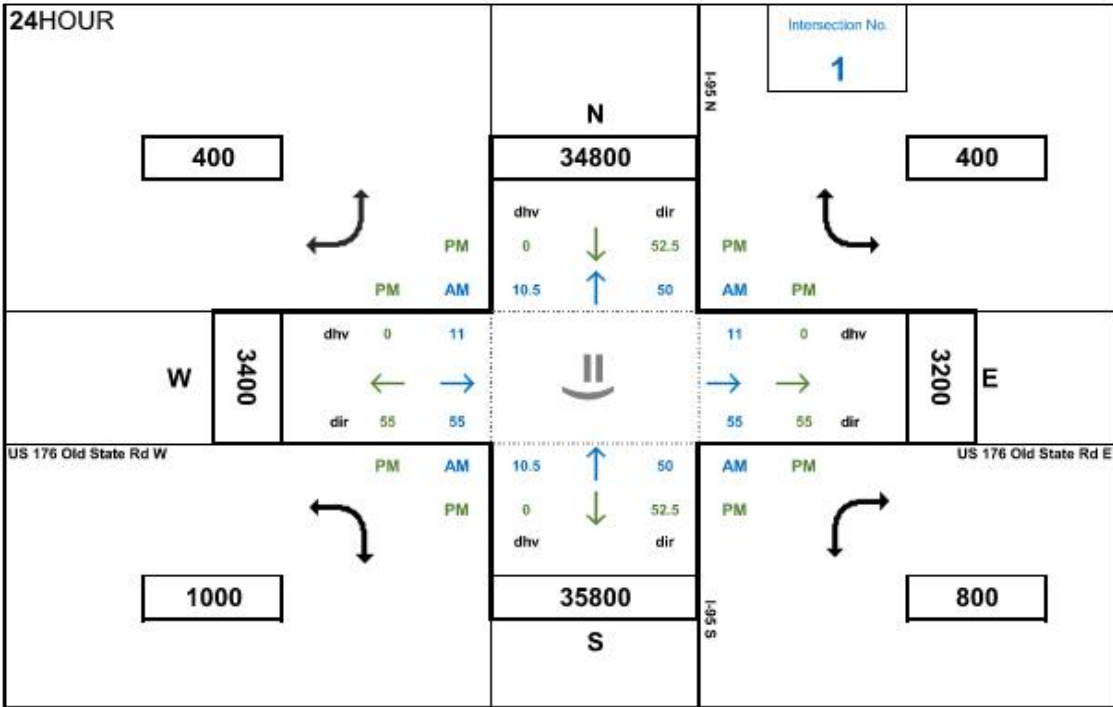 24HOUR
Intersection No.
1
I-95 N
N
400
34800
400
dhv dir
PM 0 52.5 PM
PM AM 10.5 50 AM PM
dhv 0 11 11 0 dhv
W 3400 3200 E
dir 55 55 55 55 dir
US 176 Old State Rd W US 176 Old State Rd E
PM AM 10.5 50 AM PM
PM 0 52.5 PM
dhv dir
1000 35800 800
I-95 S
S